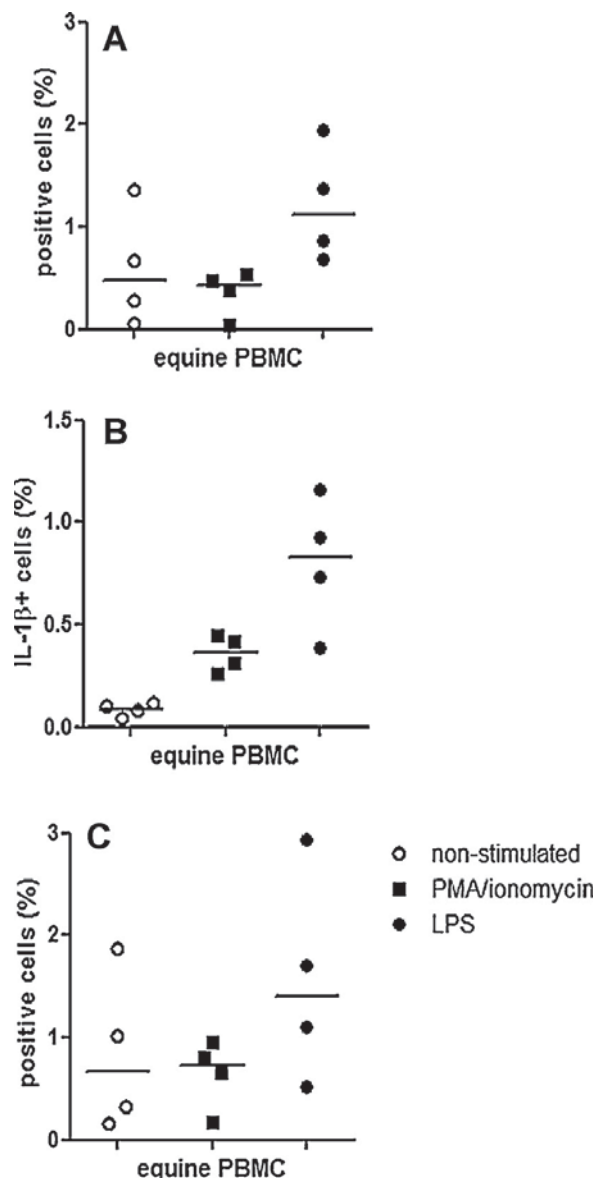 A
positive cells (%)
3
2
1
0
equine PBMC
B
IL-1β+ cells (%)
1.5
1.0
0.5
0.0
equine PBMC
C
positive cells (%)
3
2
1
0
equine PBMC
non-stimulated
PMA/ionomycin
LPS